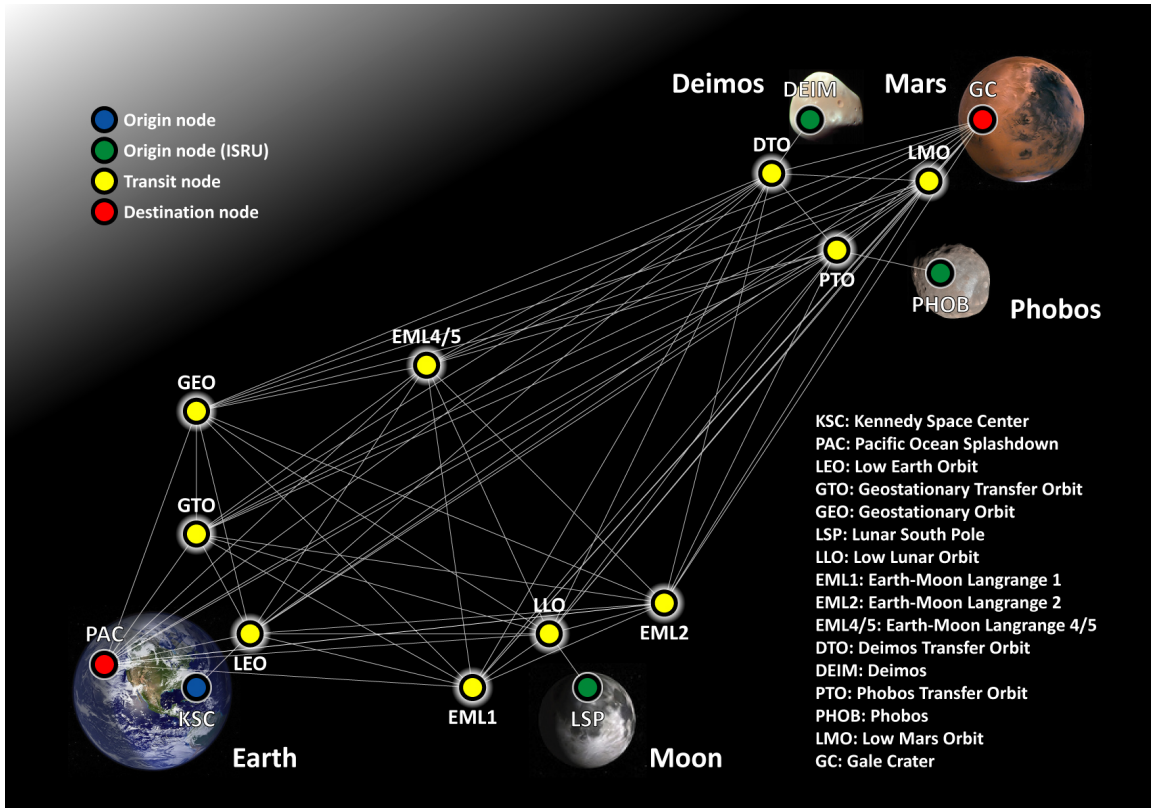 Deimos
DEIM
Mars
GC
Origin node
Origin node (ISRU)
Transit node
Destination node
DTO
LMO
PTO
PHOB
Phobos
EML4/5
GEO
GTO
KSC: Kennedy Space Center
PAC: Pacific Ocean Splashdown
LEO: Low Earth Orbit
GTO: Geostationary Transfer Orbit
GEO: Geostationary Orbit
LSP: Lunar South Pole
LLO: Low Lunar Orbit
EML1: Earth-Moon Langrange 1
EML2: Earth-Moon Langrange 2
EML4/5: Earth-Moon Langrange 4/5
DTO: Deimos Transfer Orbit
DEIM: Deimos
PTO: Phobos Transfer Orbit
PHOB: Phobos
LMO: Low Mars Orbit
GC: Gale Crater
LLO
EML2
PAC
LEO
KSC
EML1
LSP
Earth
Moon